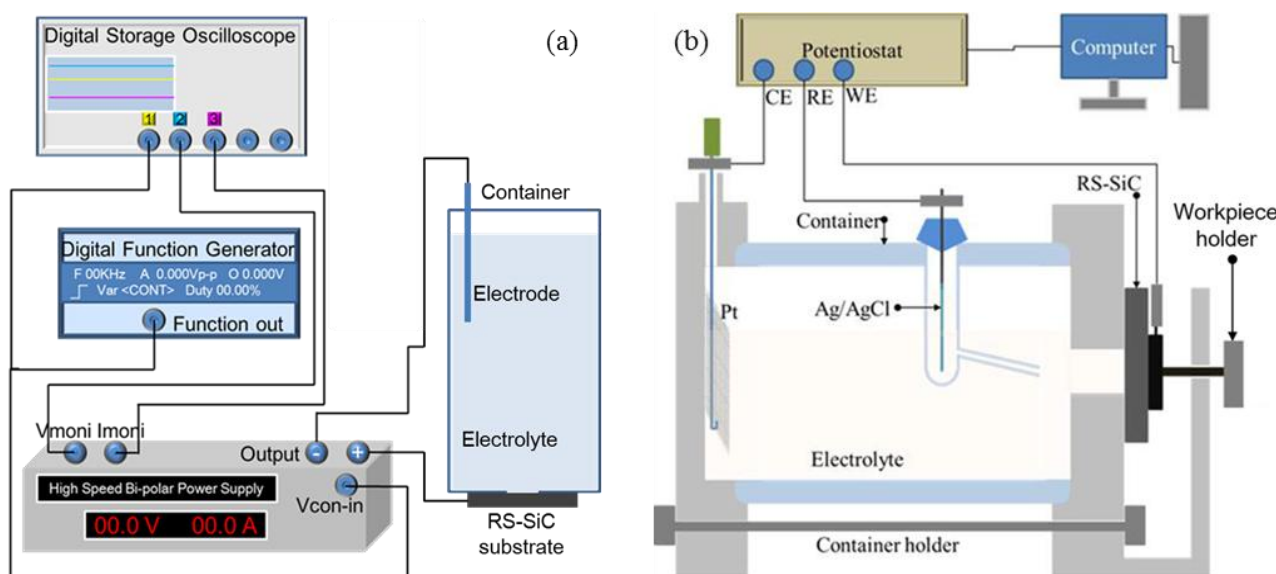 (a)
Digital Storage Oscilloscope
1 2 3
Digital Function Generator
F 00KHz A 0.000Vp-p O 0.000V
Var <CONT> Duty 00.00%
Function out
Container
Electrode
Electrolyte
Vmoni Imoni
Output - +
High Speed Bi-polar Power Supply
Vcon-in
00.0 V 00.0 A
RS-SiC
substrate
(b)
Potentiostat
CE RE WE
Computer
RS-SiC
Workpiece
holder
Container
Pt
Ag/AgCl
Electrolyte
Container holder